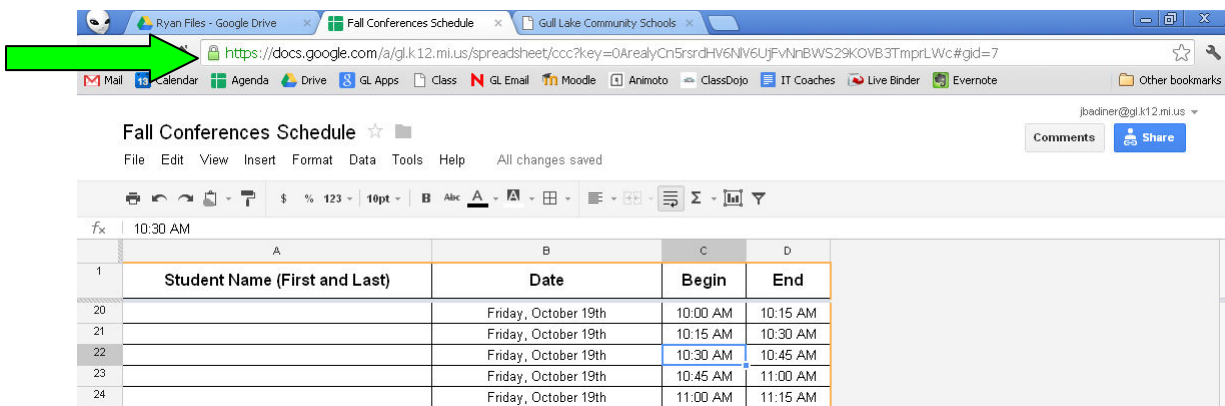 Ryan Files - Google Drive × Fall Conferences Schedule × Gull Lake Community Schools ×
https://docs.google.com/a/gl.k12.mi.us/spreadsheet/ccc?key=0ArealyCn5rsrdHV6NlV6UjFvNnBWS29KOVB3TmprLWc#gid=7
Mail 13 Calendar Agenda Drive 8 GL Apps Class N GL Email Moodle Animoto ClassDojo IT Coaches Live Binder Evernote Other bookmarks
jbadiner@gl.k12.mi.us
Fall Conferences Schedule
Comments Share
File Edit View Insert Format Data Tools Help All changes saved
$ % 123 10pt B Abc A A Σ
fx 10:30 AM
A B C D
1 Student Name (First and Last) Date Begin End
20 Friday, October 19th 10:00 AM 10:15 AM
21 Friday, October 19th 10:15 AM 10:30 AM
22 Friday, October 19th 10:30 AM 10:45 AM
23 Friday, October 19th 10:45 AM 11:00 AM
24 Friday, October 19th 11:00 AM 11:15 AM